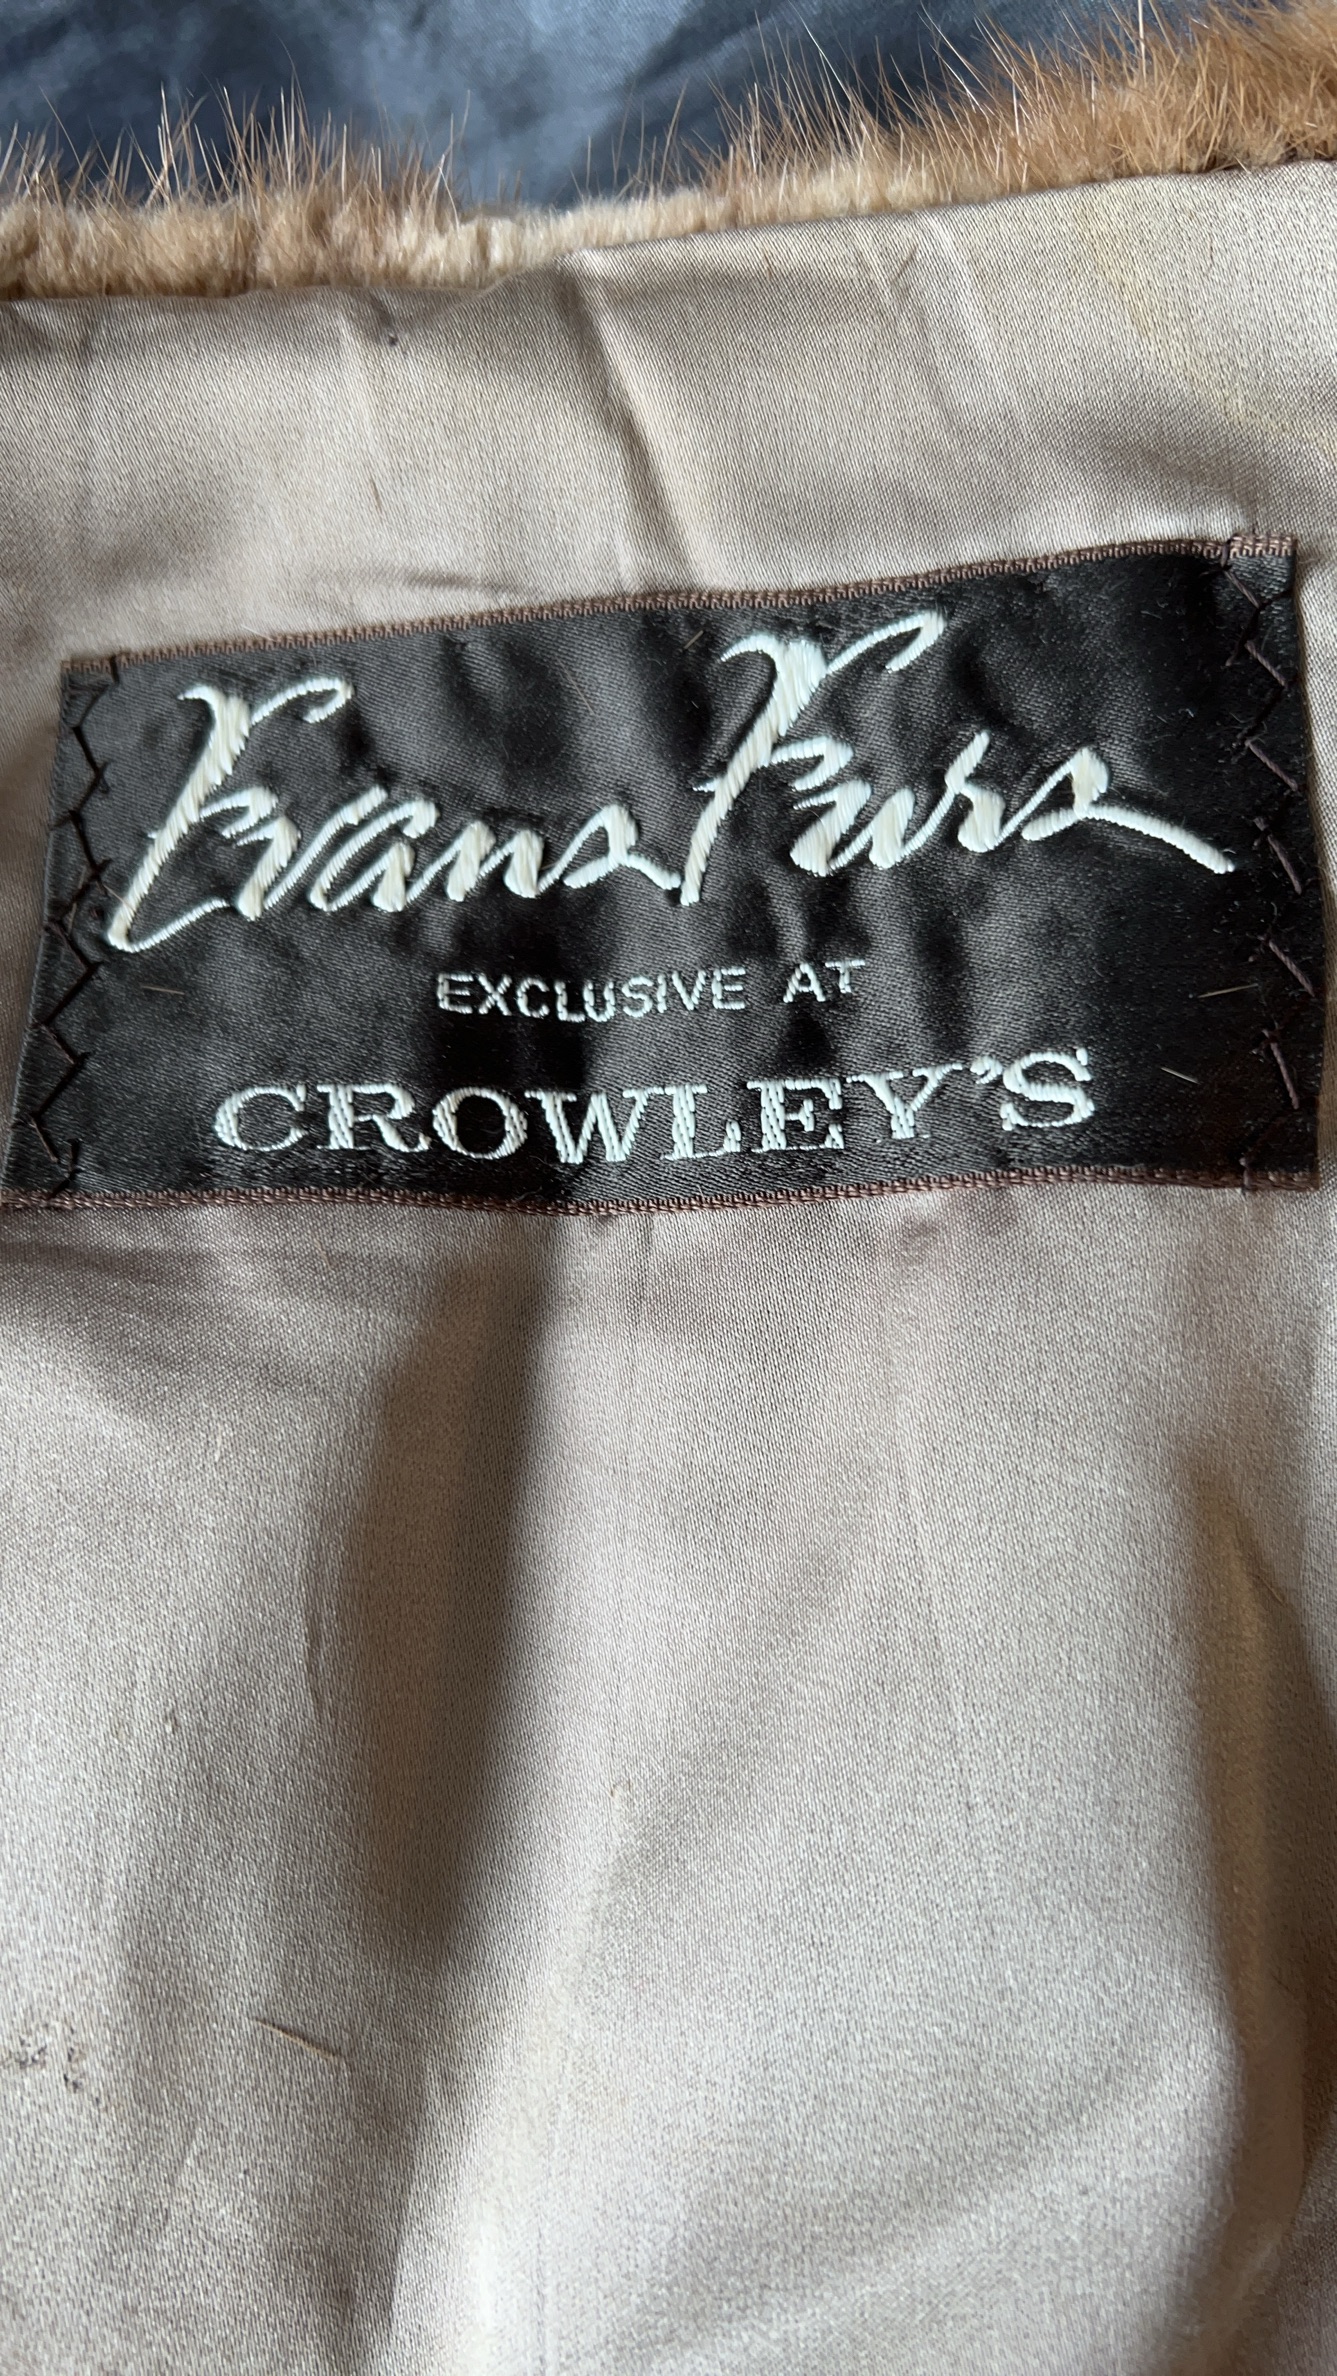 Evans Furs
EXCLUSIVE AT
CROWLEY'S